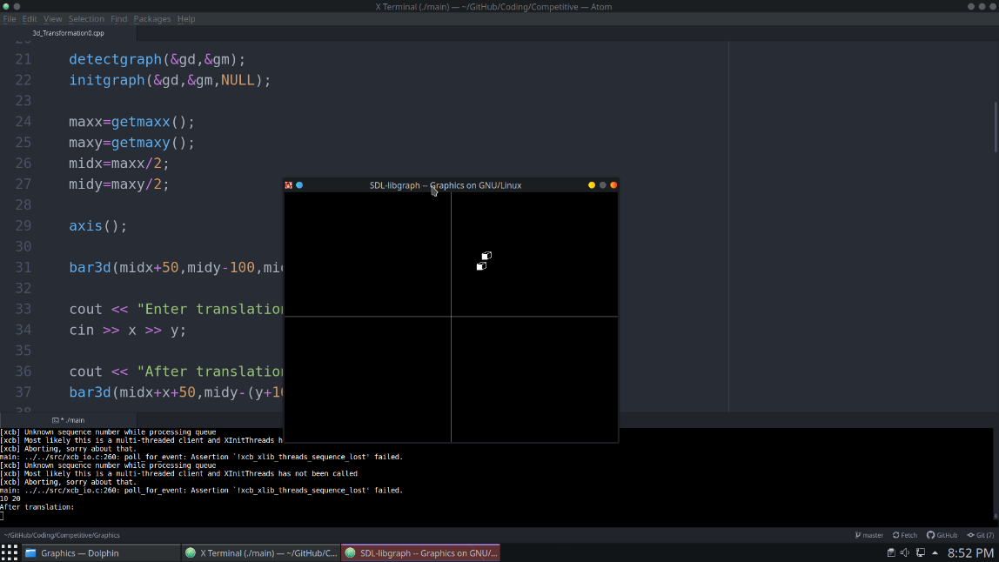 X Terminal (./main) — ~/GitHub/Coding/Competitive — Atom
File Edit View Selection Find Packages Help
3d_Transformation0.cpp
21 detectgraph(&gd,&gm);
22 initgraph(&gd,&gm,NULL);
23
24 maxx=getmaxx();
25 maxy=getmaxy();
26 midx=maxx/2;
27 midy=maxy/2;
28
29 axis();
30
31 bar3d(midx+50,midy-100,mi
32
33 cout << "Enter translation
34 cin >> x >> y;
35
36 cout << "After translation
37 bar3d(midx+x+50,midy-(y+1
SDL-libgraph -- Graphics on GNU/Linux
* ./main
[xcb] Unknown sequence number while processing queue
[xcb] Most likely this is a multi-threaded client and XInitThreads h
[xcb] Aborting, sorry about that.
main: ../../src/xcb_io.c:260: poll_for_event: Assertion `!xcb_xlib_threads_sequence_lost' failed.
[xcb] Unknown sequence number while processing queue
[xcb] Most likely this is a multi-threaded client and XInitThreads has not been called
[xcb] Aborting, sorry about that.
main: ../../src/xcb_io.c:260: poll_for_event: Assertion `!xcb_xlib_threads_sequence_lost' failed.
10 20
After translation:
~/GitHub/Coding/Competitive/Graphics master Fetch GitHub Git (7)
Graphics — Dolphin X Terminal (./main) — ~/GitHub/C... SDL-libgraph -- Graphics on GNU/... 8:52 PM